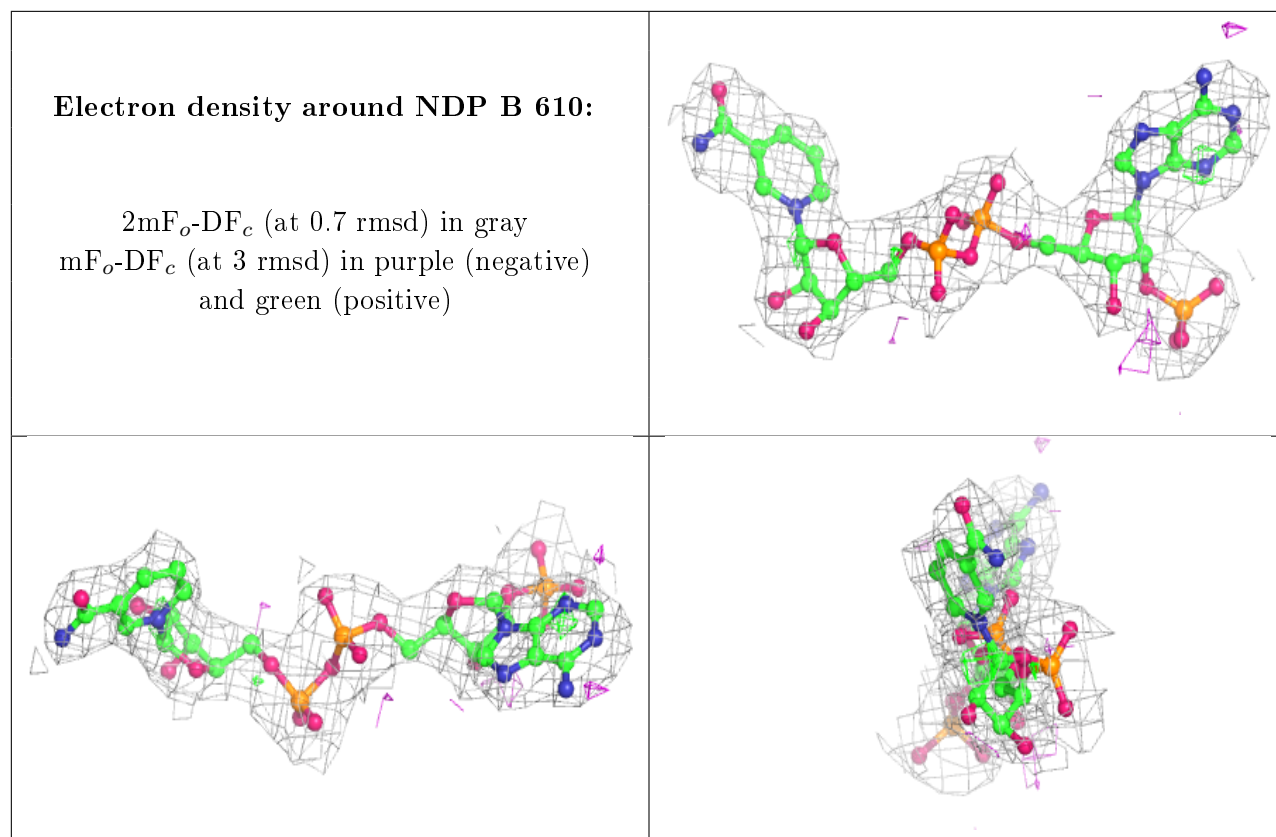 Electron density around NDP B 610:
2mFₒ-DF𝑐 (at 0.7 rmsd) in gray
mFₒ-DF𝑐 (at 3 rmsd) in purple (negative)
and green (positive)